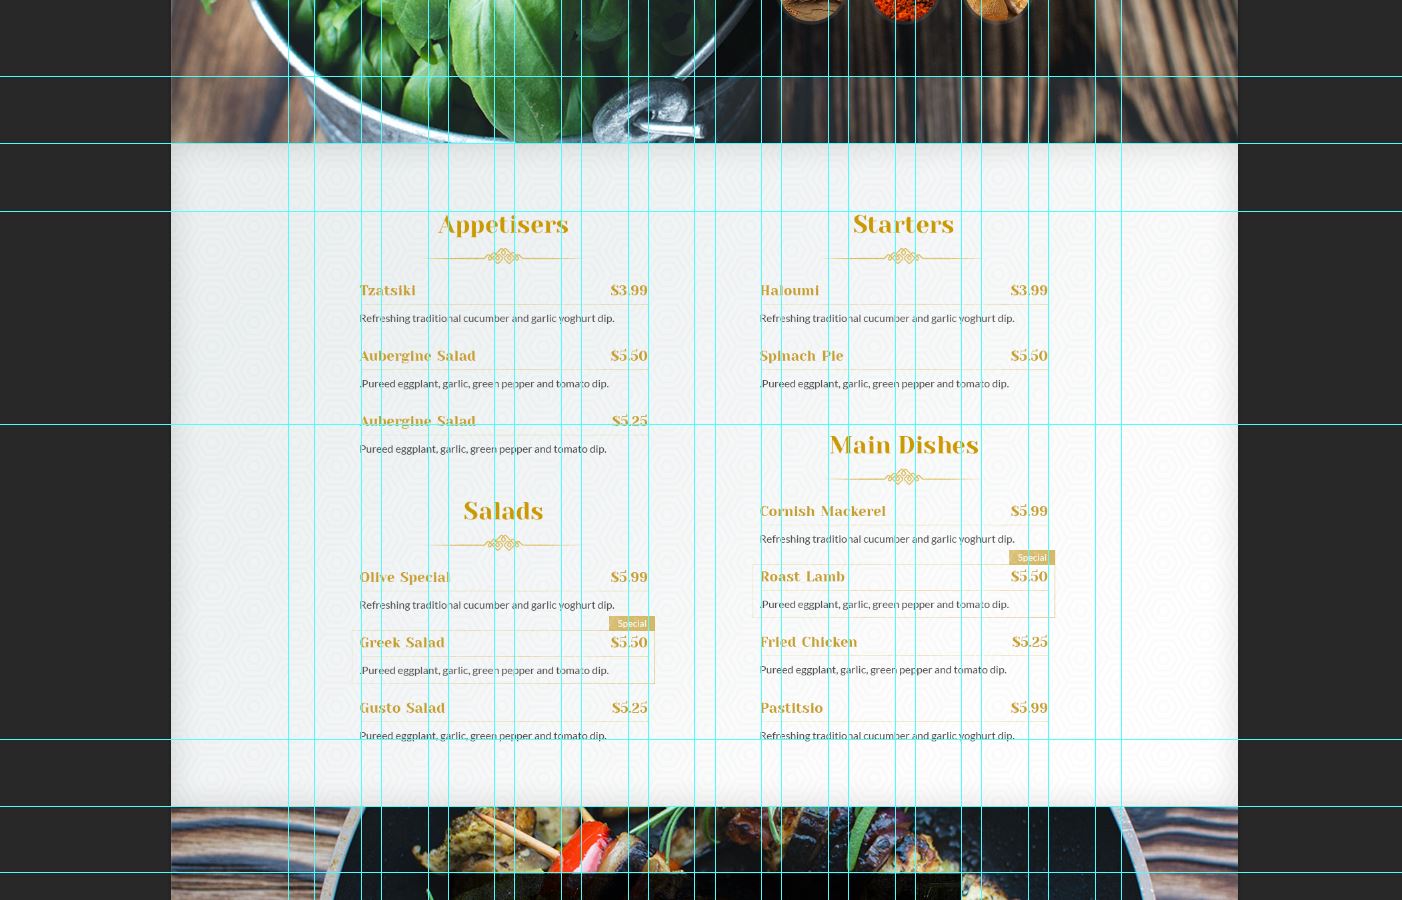 Appetisers
Tzatsiki $3.99
Refreshing traditional cucumber and garlic yoghurt dip.
Aubergine Salad $5.50
.Pureed eggplant, garlic, green pepper and tomato dip.
Aubergine Salad $5.25
Pureed eggplant, garlic, green pepper and tomato dip.
Salads
Olive Special $5.99
Refreshing traditional cucumber and garlic yoghurt dip.
Special
Greek Salad $5.50
.Pureed eggplant, garlic, green pepper and tomato dip.
Gusto Salad $5.25
Pureed eggplant, garlic, green pepper and tomato dip.
Starters
Haloumi $3.99
Refreshing traditional cucumber and garlic yoghurt dip.
Spinach Pie $5.50
.Pureed eggplant, garlic, green pepper and tomato dip.
Main Dishes
Cornish Mackerel $5.99
Refreshing traditional cucumber and garlic yoghurt dip.
Special
Roast Lamb $5.50
.Pureed eggplant, garlic, green pepper and tomato dip.
Fried Chicken $5.25
Pureed eggplant, garlic, green pepper and tomato dip.
Pastitsio $5.99
Refreshing traditional cucumber and garlic yoghurt dip.